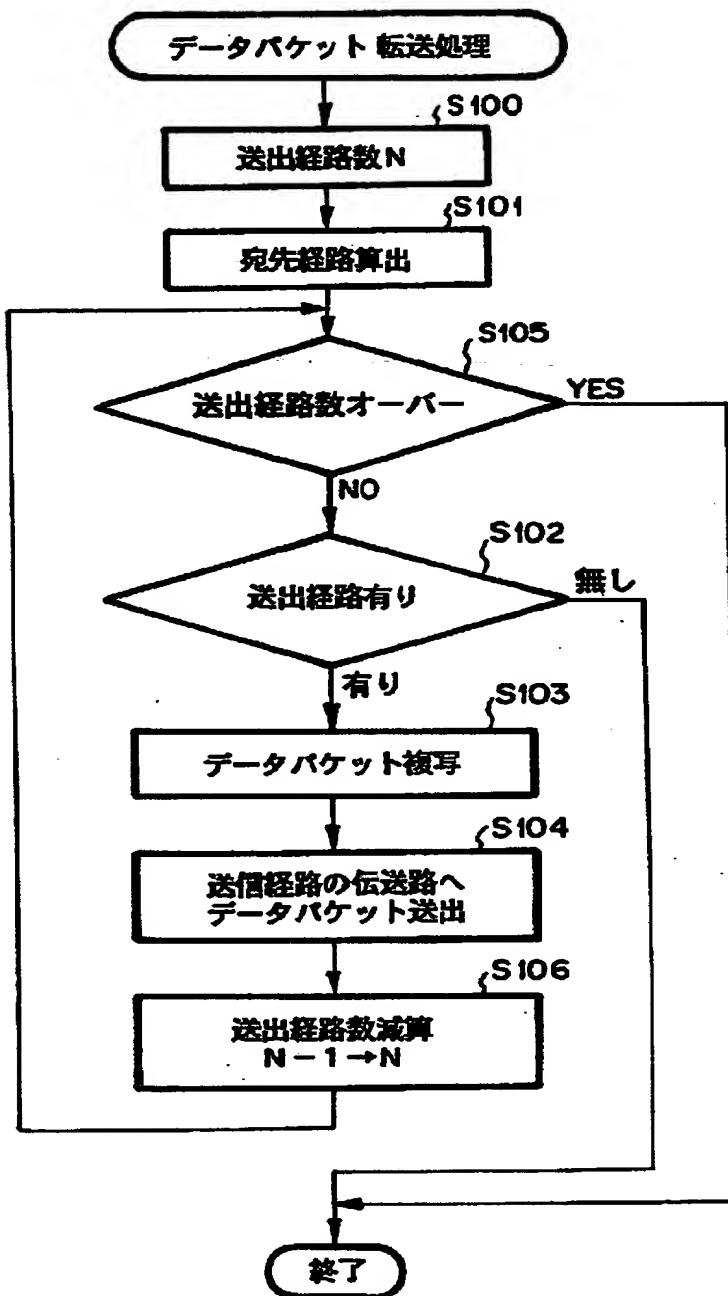 データパケット 転送処理
S100
送出経路数N
S101
宛先経路算出
S105
送出経路数オーバー
YES
NO
S102
送出経路有り
無し
有り
S103
データパケット複写
S104
送信経路の伝送路へ
データパケット送出
S106
送出経路数減算
N-1→N
終了